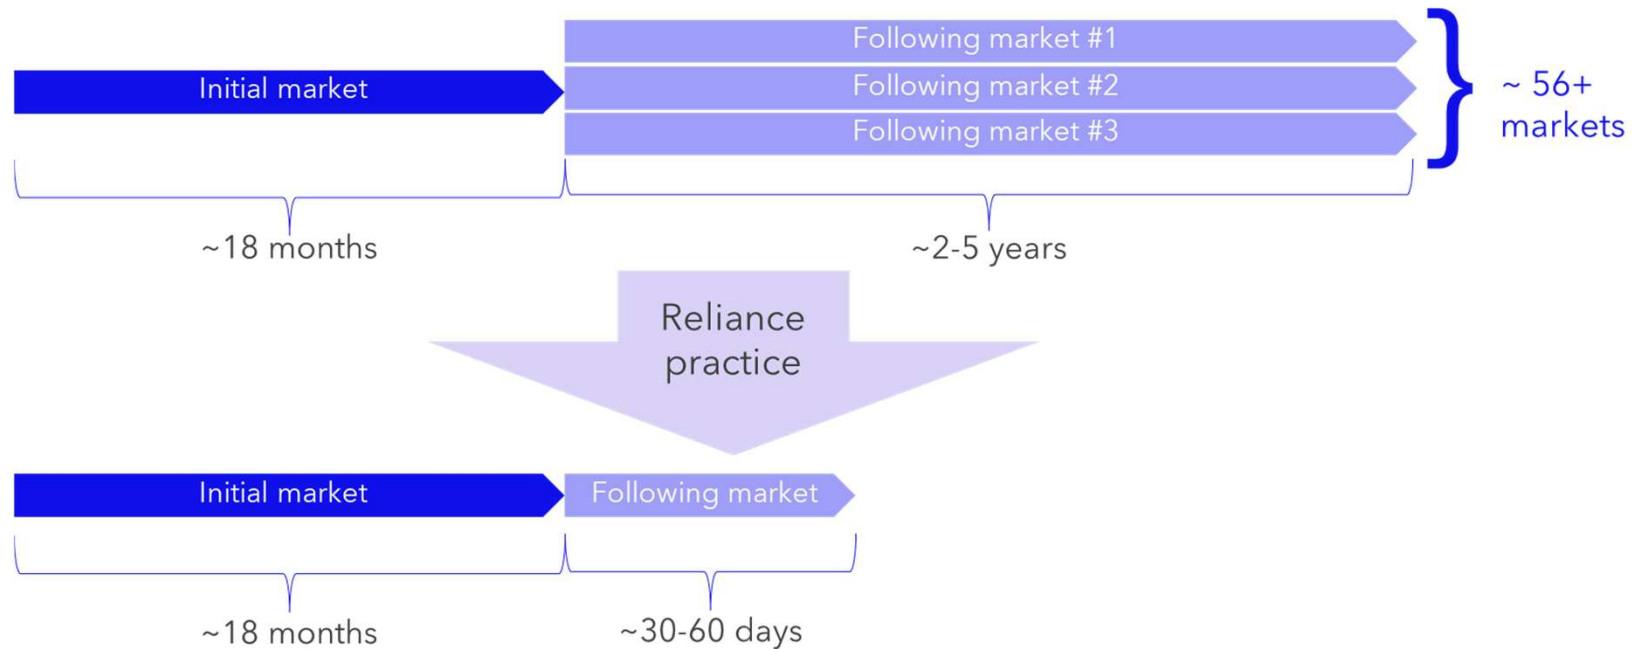 Following market #1
Initial market
Following market #2
Following market #3
~ 56+
markets
~18 months
~2-5 years
Reliance
practice
Initial market
Following market
~18 months
~30-60 days